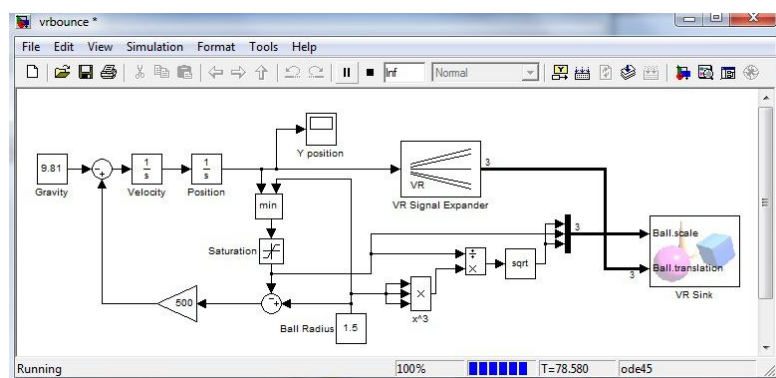 vrbounce *
File Edit View Simulation Format Tools Help
Inf Normal
Y position
9.81
Gravity
1
s
Velocity
1
s
Position
VR
VR Signal Expander
3
min
Saturation
500
Ball Radius
1.5
×
x^3
÷
×
sqrt
3
3
Ball.scale
Ball.translation
VR Sink
Running 100% T=78.580 ode45